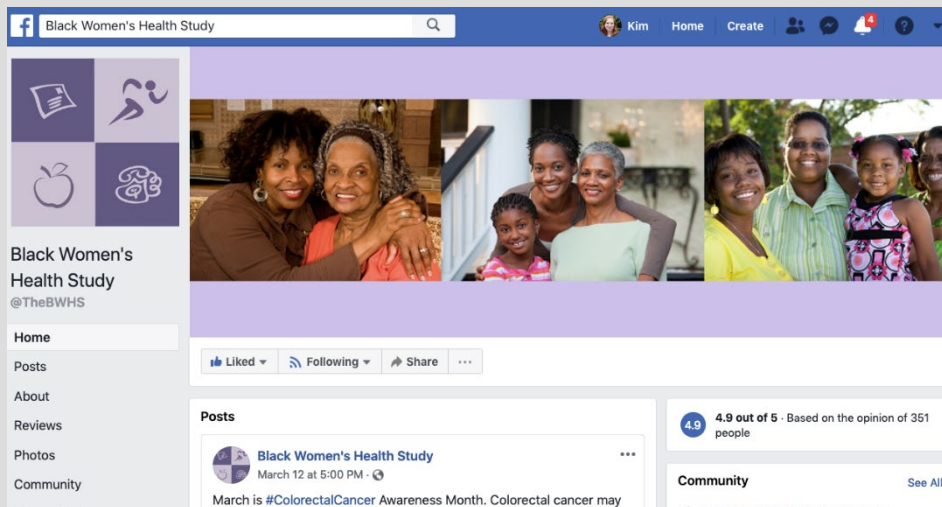 Black Women's Health Study
Kim Home Create 4
Black Women's
Health Study
@TheBWHS
Home
Posts
About
Reviews
Photos
Community
Liked Following Share ...
Posts
Black Women's Health Study
March 12 at 5:00 PM ·
March is #ColorectalCancer Awareness Month. Colorectal cancer may
4.9 4.9 out of 5 · Based on the opinion of 351
people
Community See All